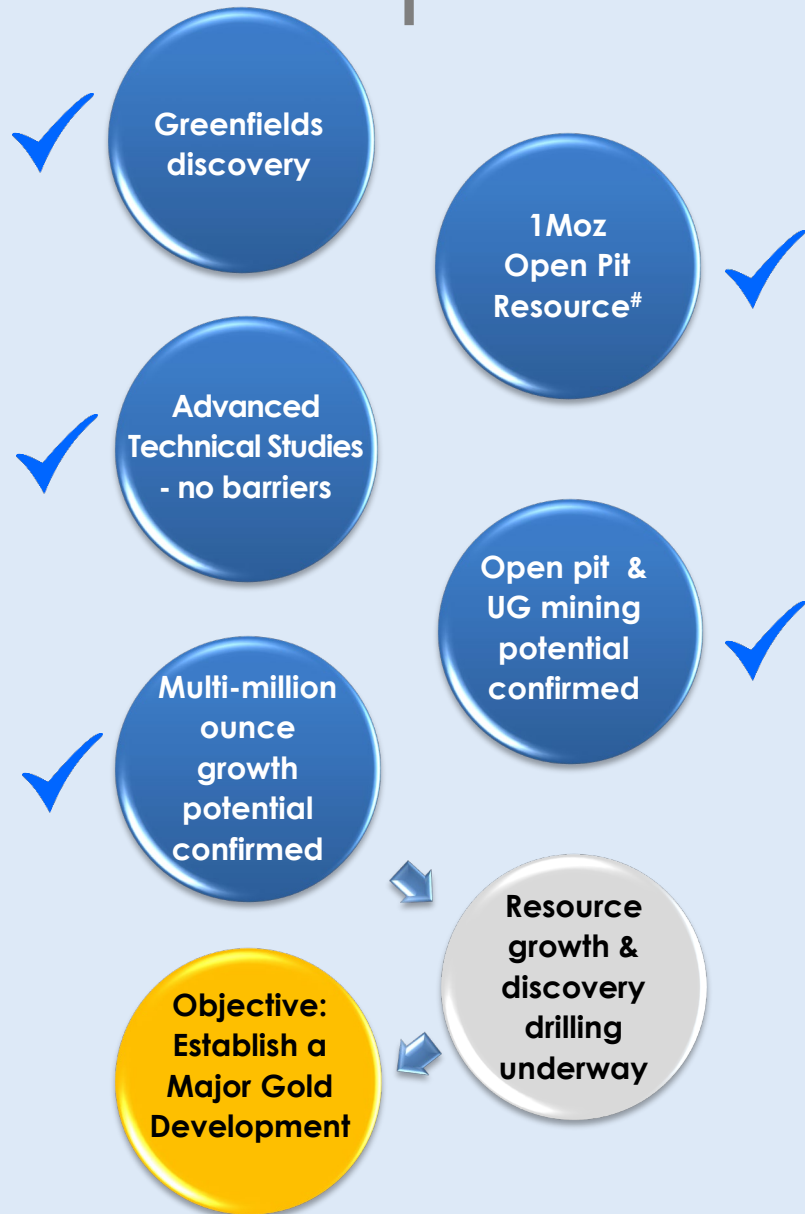 Greenfields
discovery
1Moz
Open Pit
Resource#
Advanced
Technical Studies
- no barriers
Open pit & 
UG mining
potential
confirmed
Multi-million
ounce
growth
potential
confirmed
Resource
growth &
discovery
drilling
underway
Objective:
Establish a
Major Gold
Development